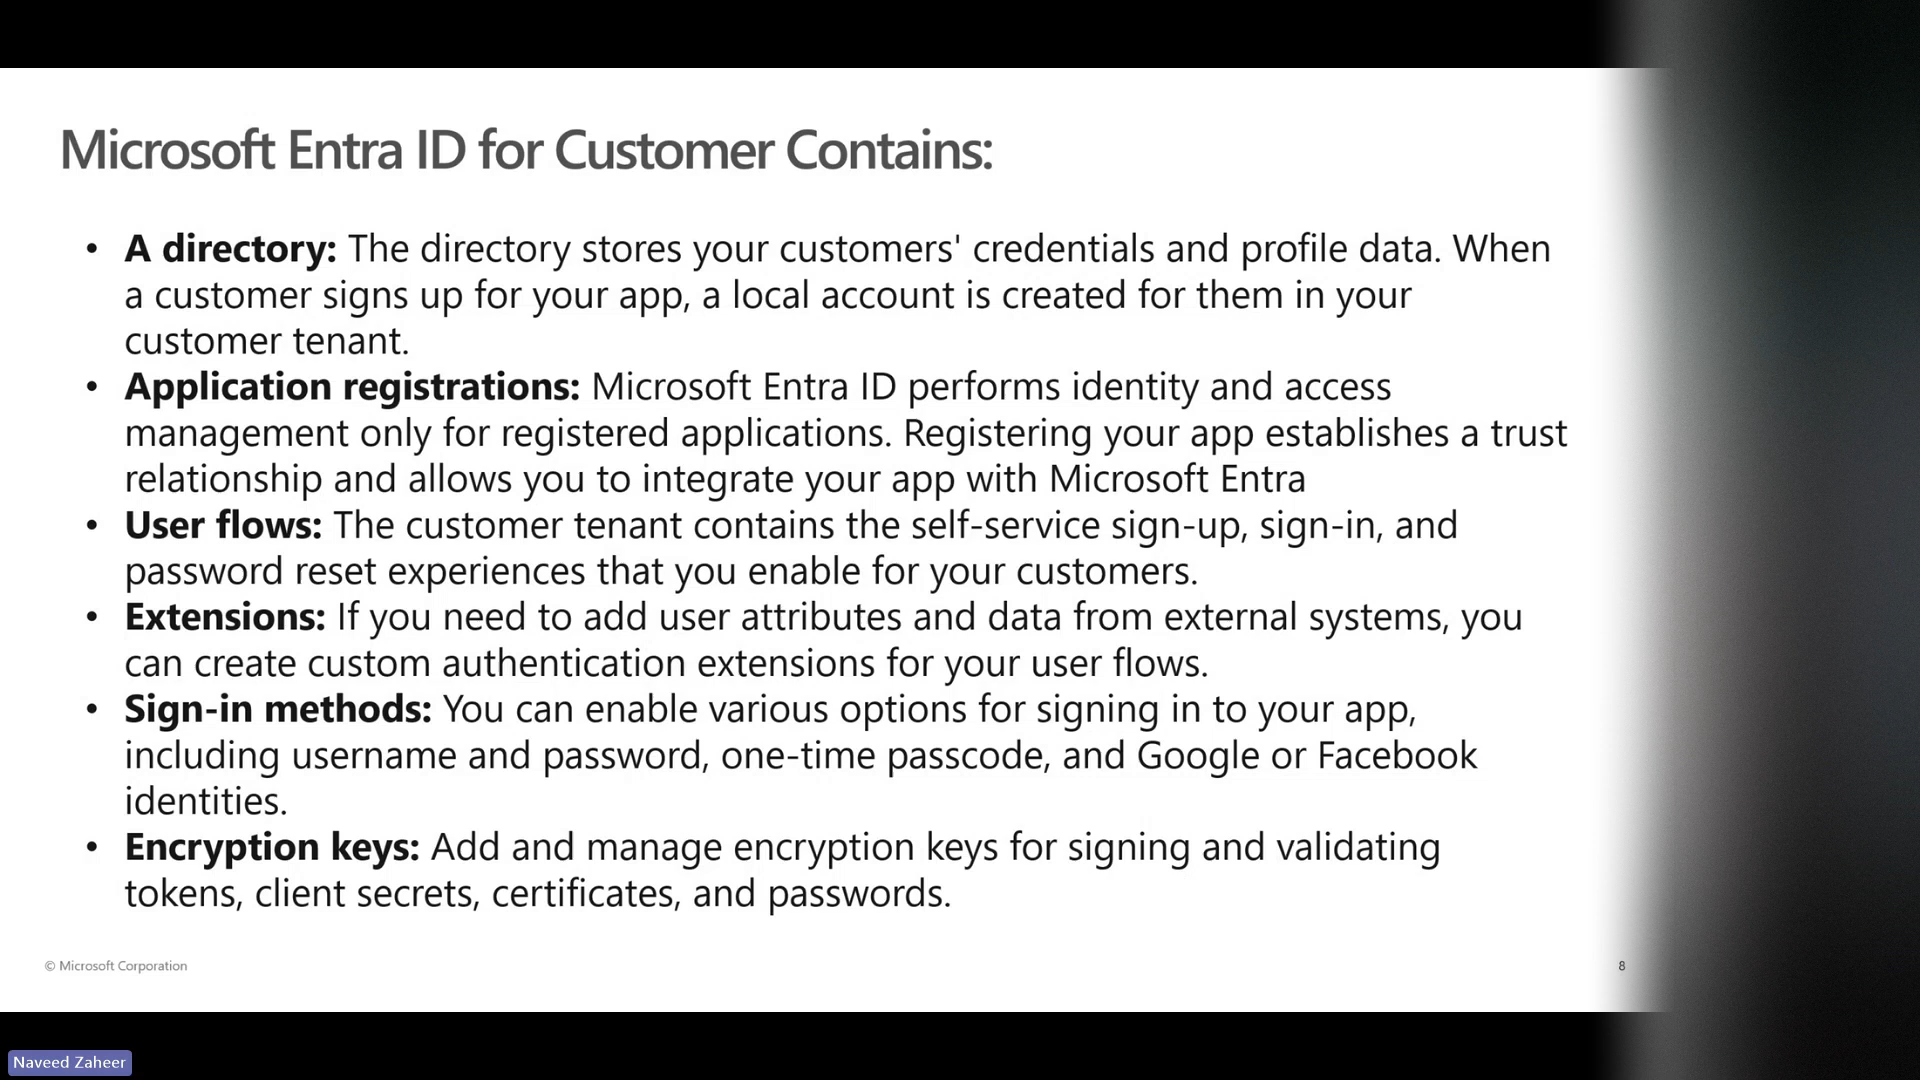 Microsoft Entra ID for Customer Contains:
• A directory: The directory stores your customers' credentials and profile data. When
a customer signs up for your app, a local account is created for them in your
customer tenant.
• Application registrations: Microsoft Entra ID performs identity and access
management only for registered applications. Registering your app establishes a trust
relationship and allows you to integrate your app with Microsoft Entra
• User flows: The customer tenant contains the self-service sign-up, sign-in, and
password reset experiences that you enable for your customers.
• Extensions: If you need to add user attributes and data from external systems, you
can create custom authentication extensions for your user flows.
• Sign-in methods: You can enable various options for signing in to your app,
including username and password, one-time passcode, and Google or Facebook
identities.
• Encryption keys: Add and manage encryption keys for signing and validating
tokens, client secrets, certificates, and passwords.
© Microsoft Corporation
8
Naveed Zaheer